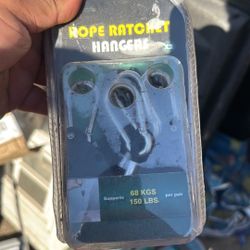 ROPE RATCHET
HANGERS
68 KGS
Supports per pair
150 LBS.